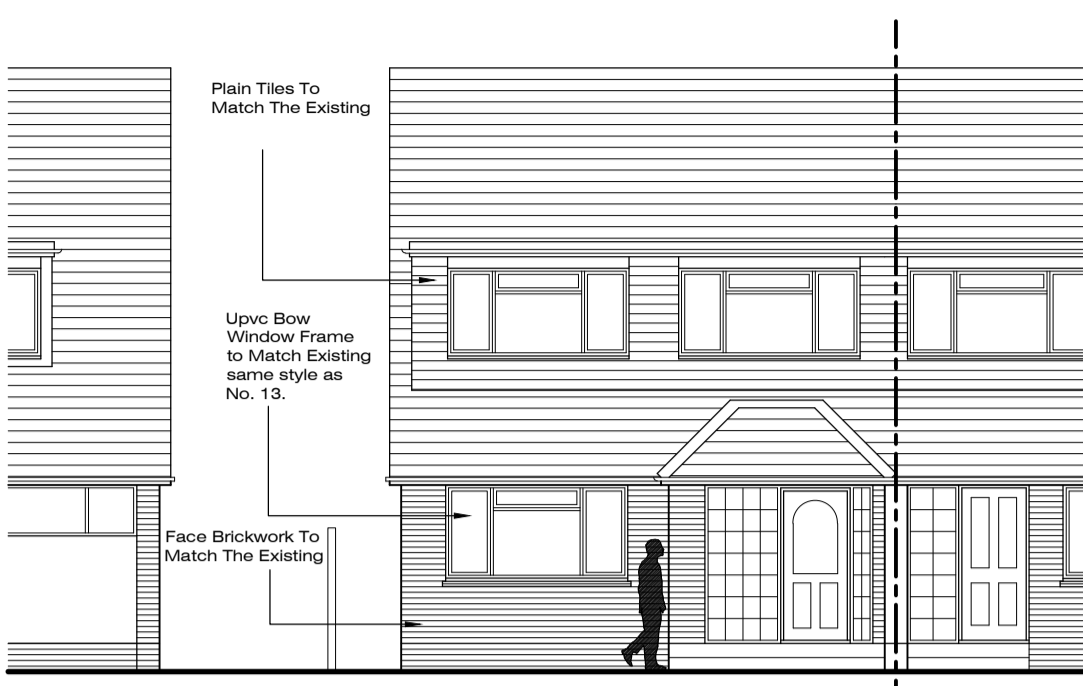 Plain Tiles To
Match The Existing
Upvc Bow
Window Frame
to Match Existing
same style as
No. 13.
Face Brickwork To
Match The Existing